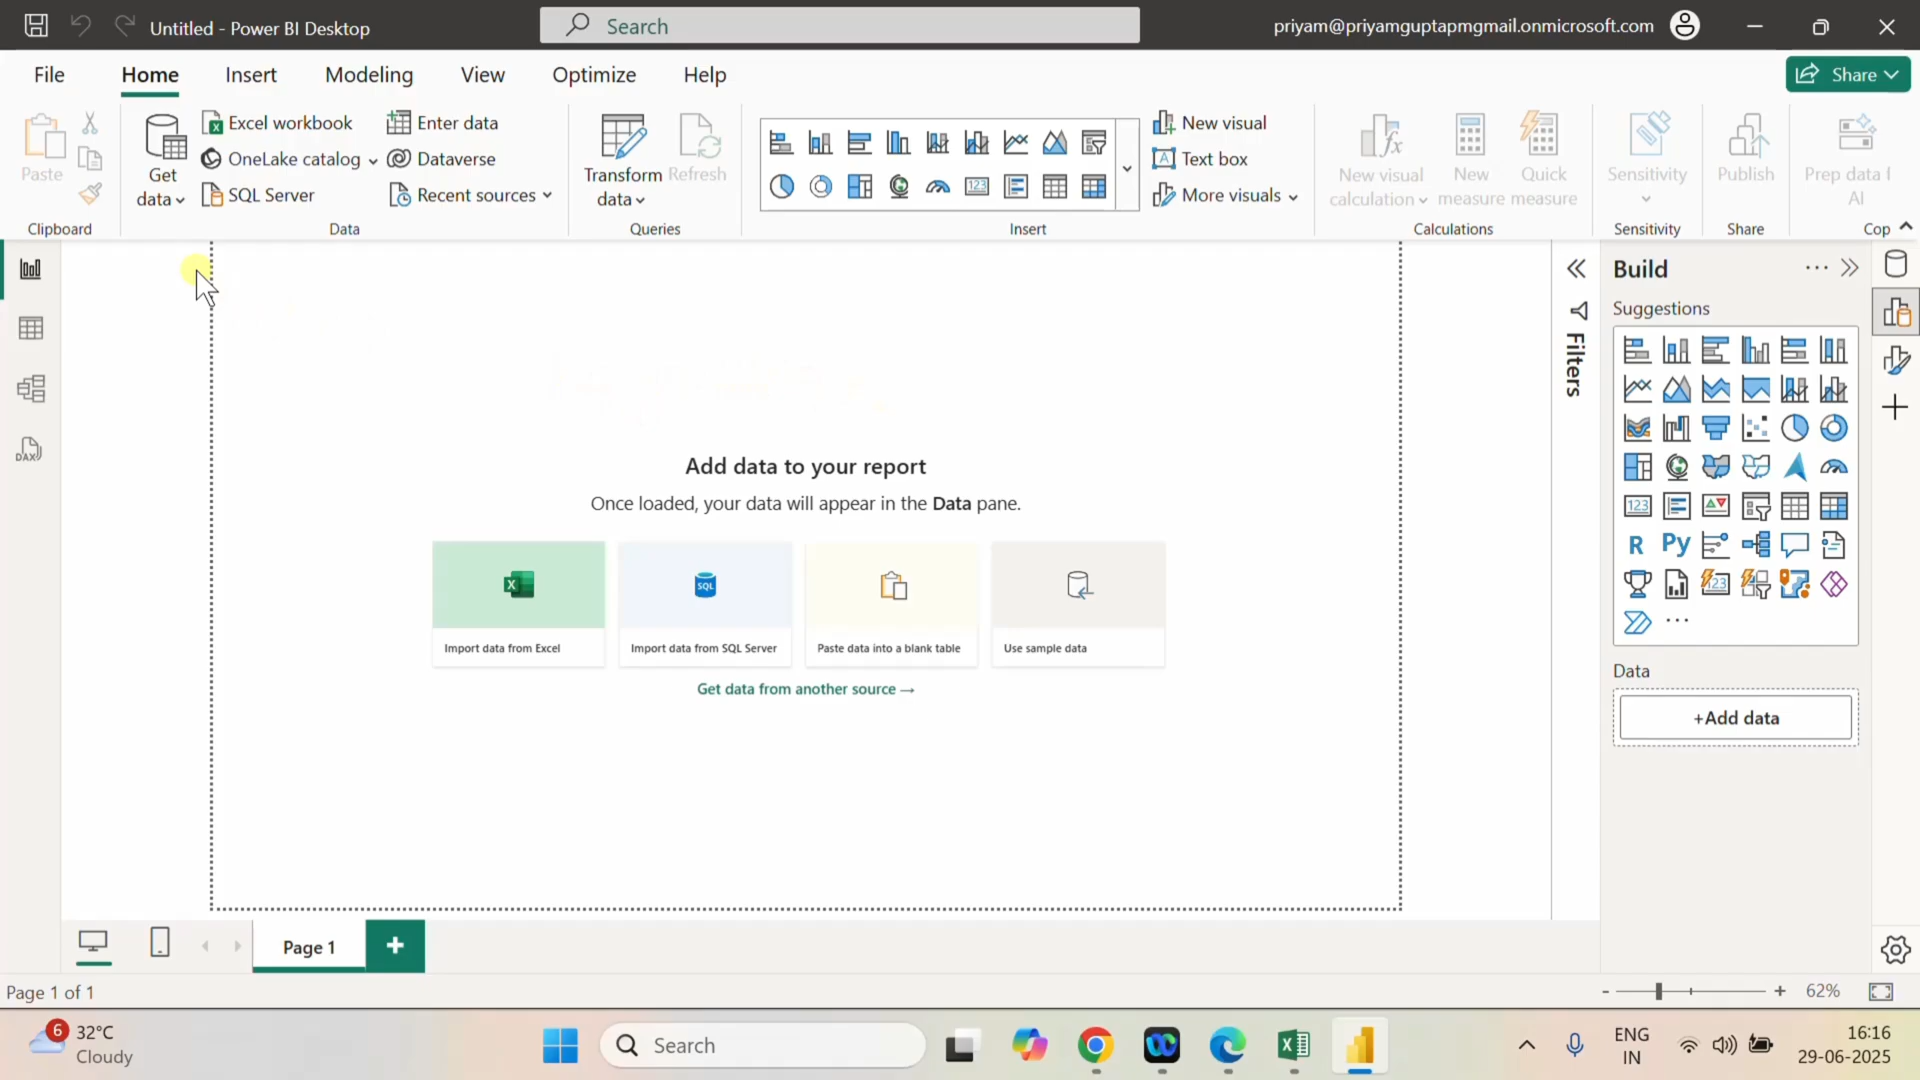 Untitled - Power BI Desktop
Search
priyam@priyamguptapmgmail.onmicrosoft.com
File
Home
Insert
Modeling
View
Optimize
Help
Share
Paste
Get
data
Excel workbook
OneLake catalog
SQL Server
Enter data
Dataverse
Recent sources
Transform
data
Refresh
New visual
Text box
More visuals
New visual
calculation
New
measure
Quick
measure
Sensitivity
Publish
Prep data f
AI
Clipboard
Data
Queries
Insert
Calculations
Sensitivity
Share
Cop
DAX
Filters
Build
Suggestions
123
R
Py
123
Data
+Add data
Add data to your report
Once loaded, your data will appear in the Data pane.
SQL
Import data from Excel
Import data from SQL Server
Paste data into a blank table
Use sample data
Get data from another source →
Page 1
Page 1 of 1
62%
6
32°C
Cloudy
Search
ENG
IN
16:16
29-06-2025